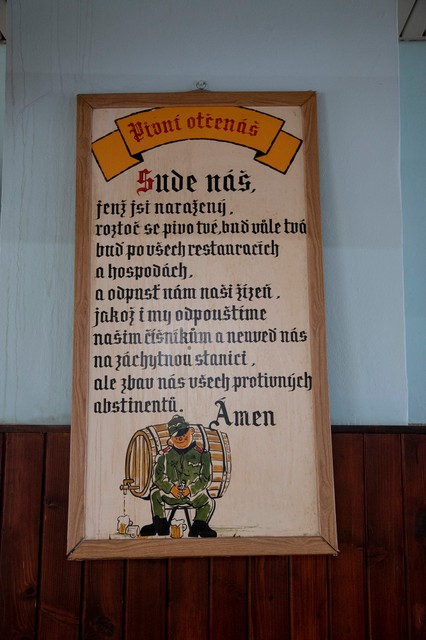 Pivní otčenáš
Sude náš,
jenž jsi naražený,
roztoč se pivo tvé,buď vůle tvá
buď po všech restauracích
a hospodách,
a odpusť nám naši žízeň,
jakož i my odpouštíme
našim číšníkům a neuveď nás
na záchytnou stanici,
ale zbav nás všech protivných
abstinentů. Ámen